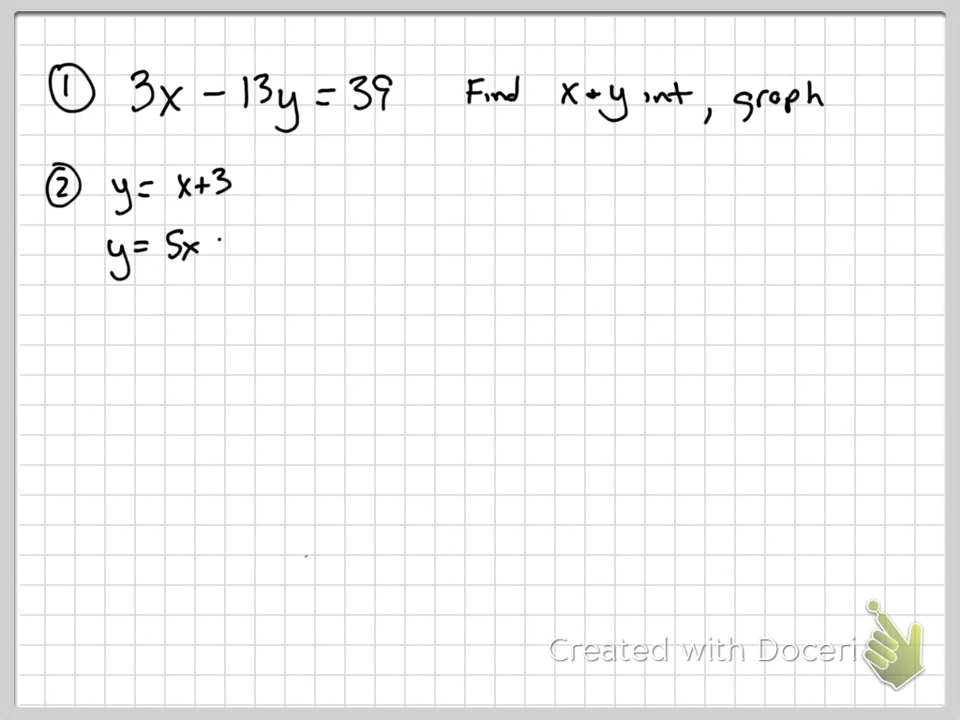 ① 3x - 13y = 39 Find x + y int, graph
② y = x+3
y = 5x
Created with Doceri